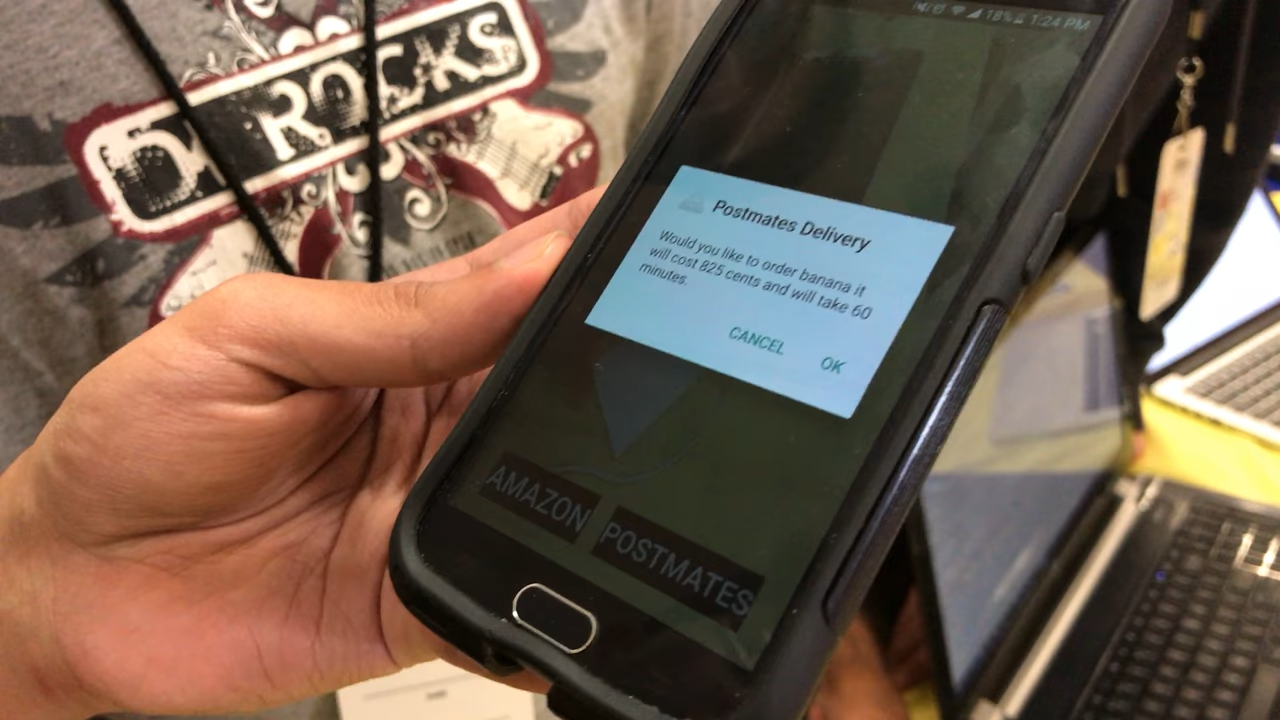 ROCKS
18% 1:24 PM
Postmates Delivery
Would you like to order banana it
will cost 825 cents and will take 60
minutes.
CANCEL OK
AMAZON POSTMATES